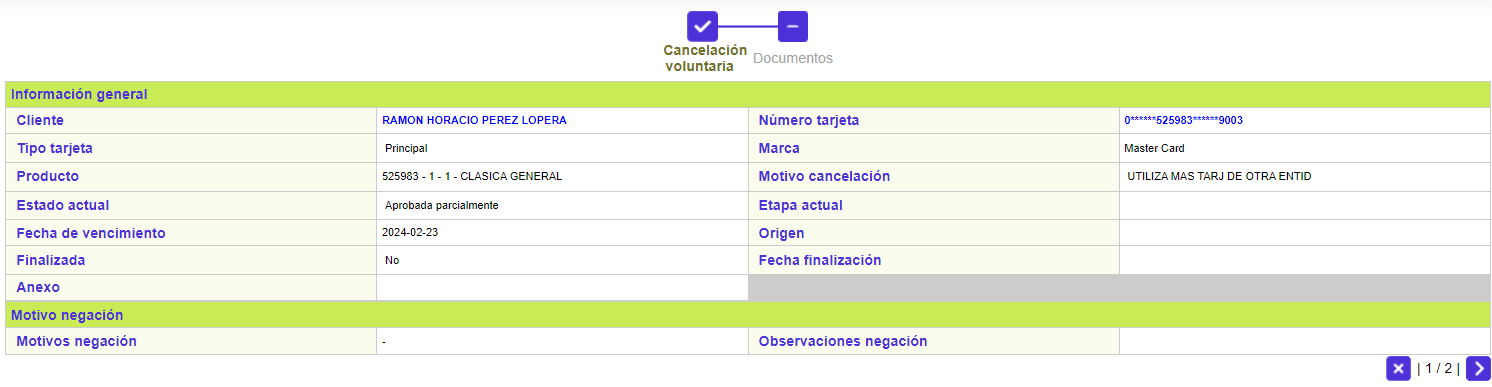 Cancelación
voluntaria
Documentos
Información general
Cliente RAMON HORACIO PEREZ LOPERA Número tarjeta 0******525983******9003
Tipo tarjeta Principal Marca Master Card
Producto 525983 - 1 - 1 - CLASICA GENERAL Motivo cancelación UTILIZA MAS TARJ DE OTRA ENTID
Estado actual Aprobada parcialmente Etapa actual
Fecha de vencimiento 2024-02-23 Origen
Finalizada No Fecha finalización
Anexo
Motivo negación
Motivos negación - Observaciones negación
| 1 / 2 |